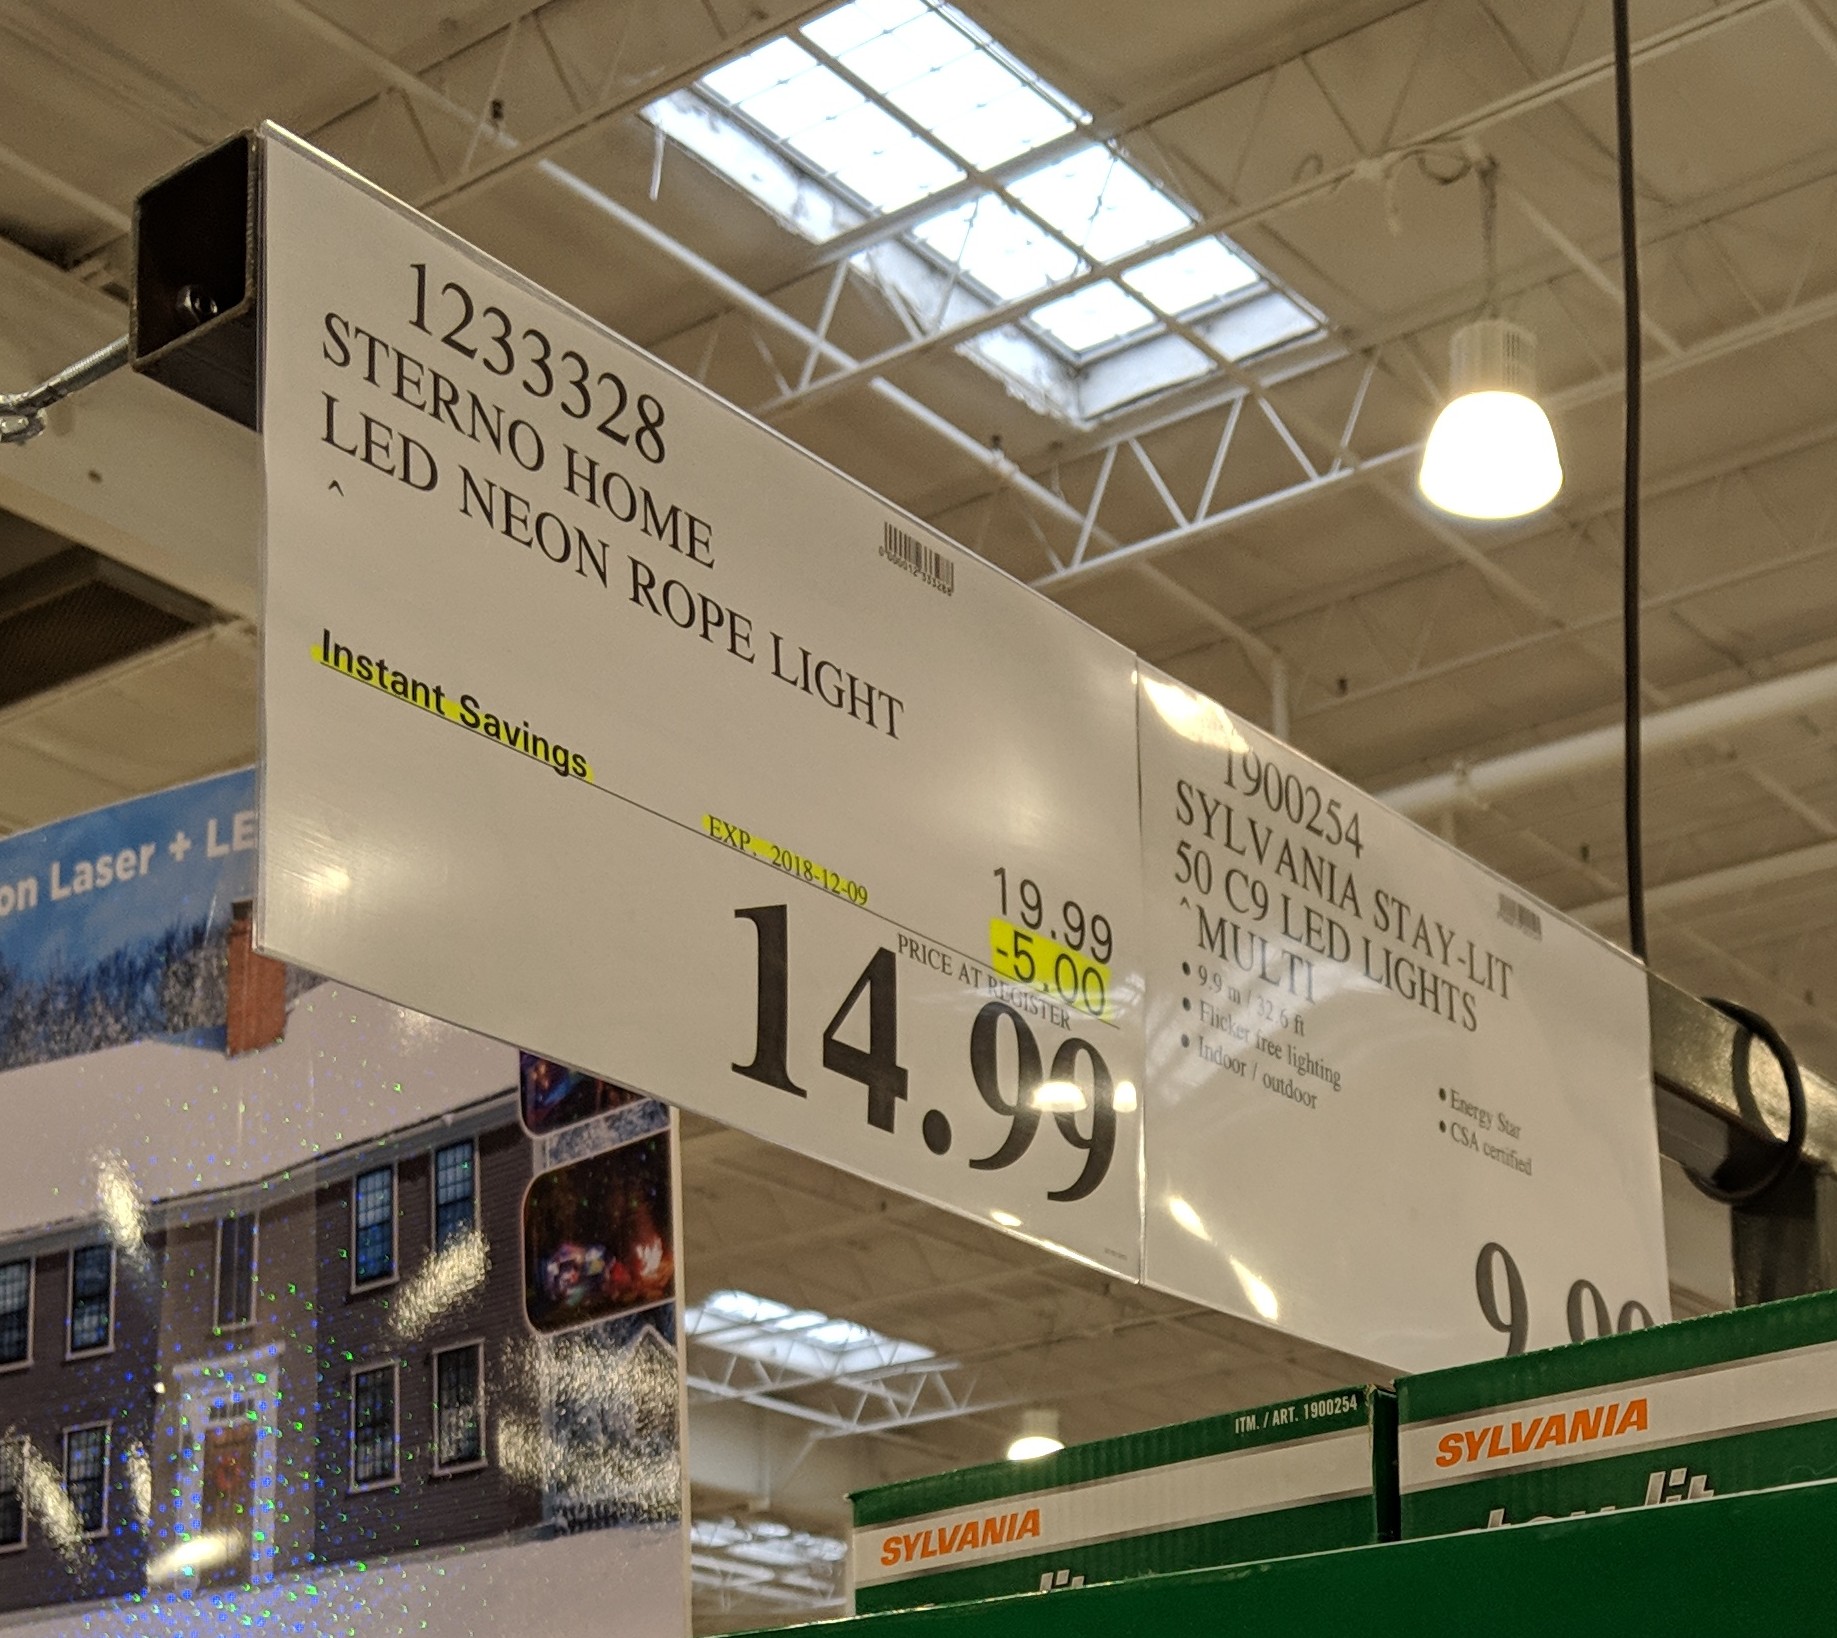 1233328
STERNO HOME
LED NEON ROPE LIGHT
^
Instant Savings
EXP. 2018-12-09
19.99
-5.00
PRICE AT REGISTER
14.99
1900254
SYLVANIA STAY-LIT
50 C9 LED LIGHTS
^MULTI
• 9.9 m / 32.6 ft
• Flicker free lighting
• Indoor / outdoor
• Energy Star
• CSA certified
9.99
on Laser + LE
ITM. / ART. 1900254
SYLVANIA
SYLVANIA